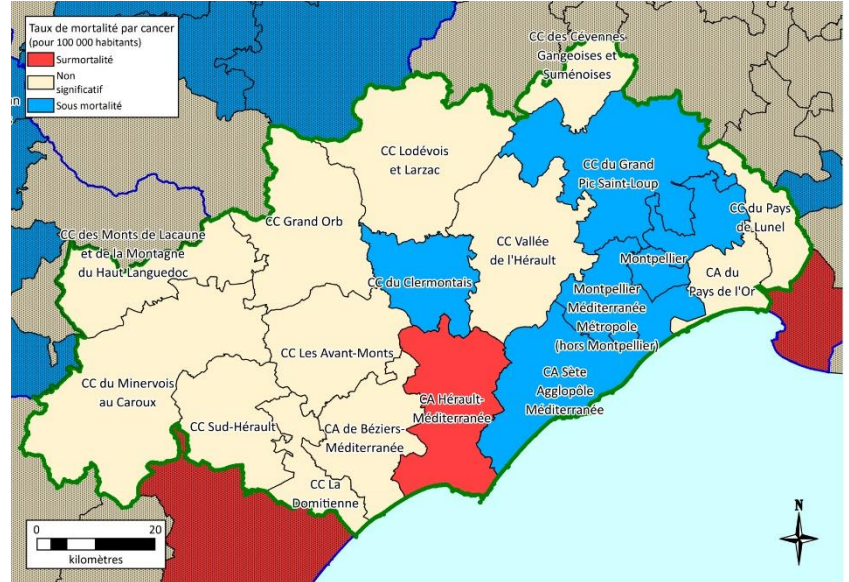 Taux de mortalité par cancer
(pour 100 000 habitants)
Surmortalité
Non
significatif
Sous mortalité
CC des Cévennes
Gangeoises et
Suménoises
CC Lodévois
et Larzac
CC du Grand
Pic Saint-Loup
CC Grand Orb
CC des Monts de Lacaune
et de la Montagne
du Haut Languedoc
CC du Pays
de Lunel
CC Vallée
de l'Hérault
Montpellier
CC du Clermontais
CA du
Pays de l'Or
Montpellier
Méditerranée
Métropole
(hors Montpellier)
CC Les Avant-Monts
CC du Minervois
au Caroux
CA Sète
Agglopôle
Méditerranée
CA Hérault-
Méditerranée
CC Sud-Hérault
CA de Béziers-
Méditerranée
CC La
Domitienne
0 20
kilomètres
N